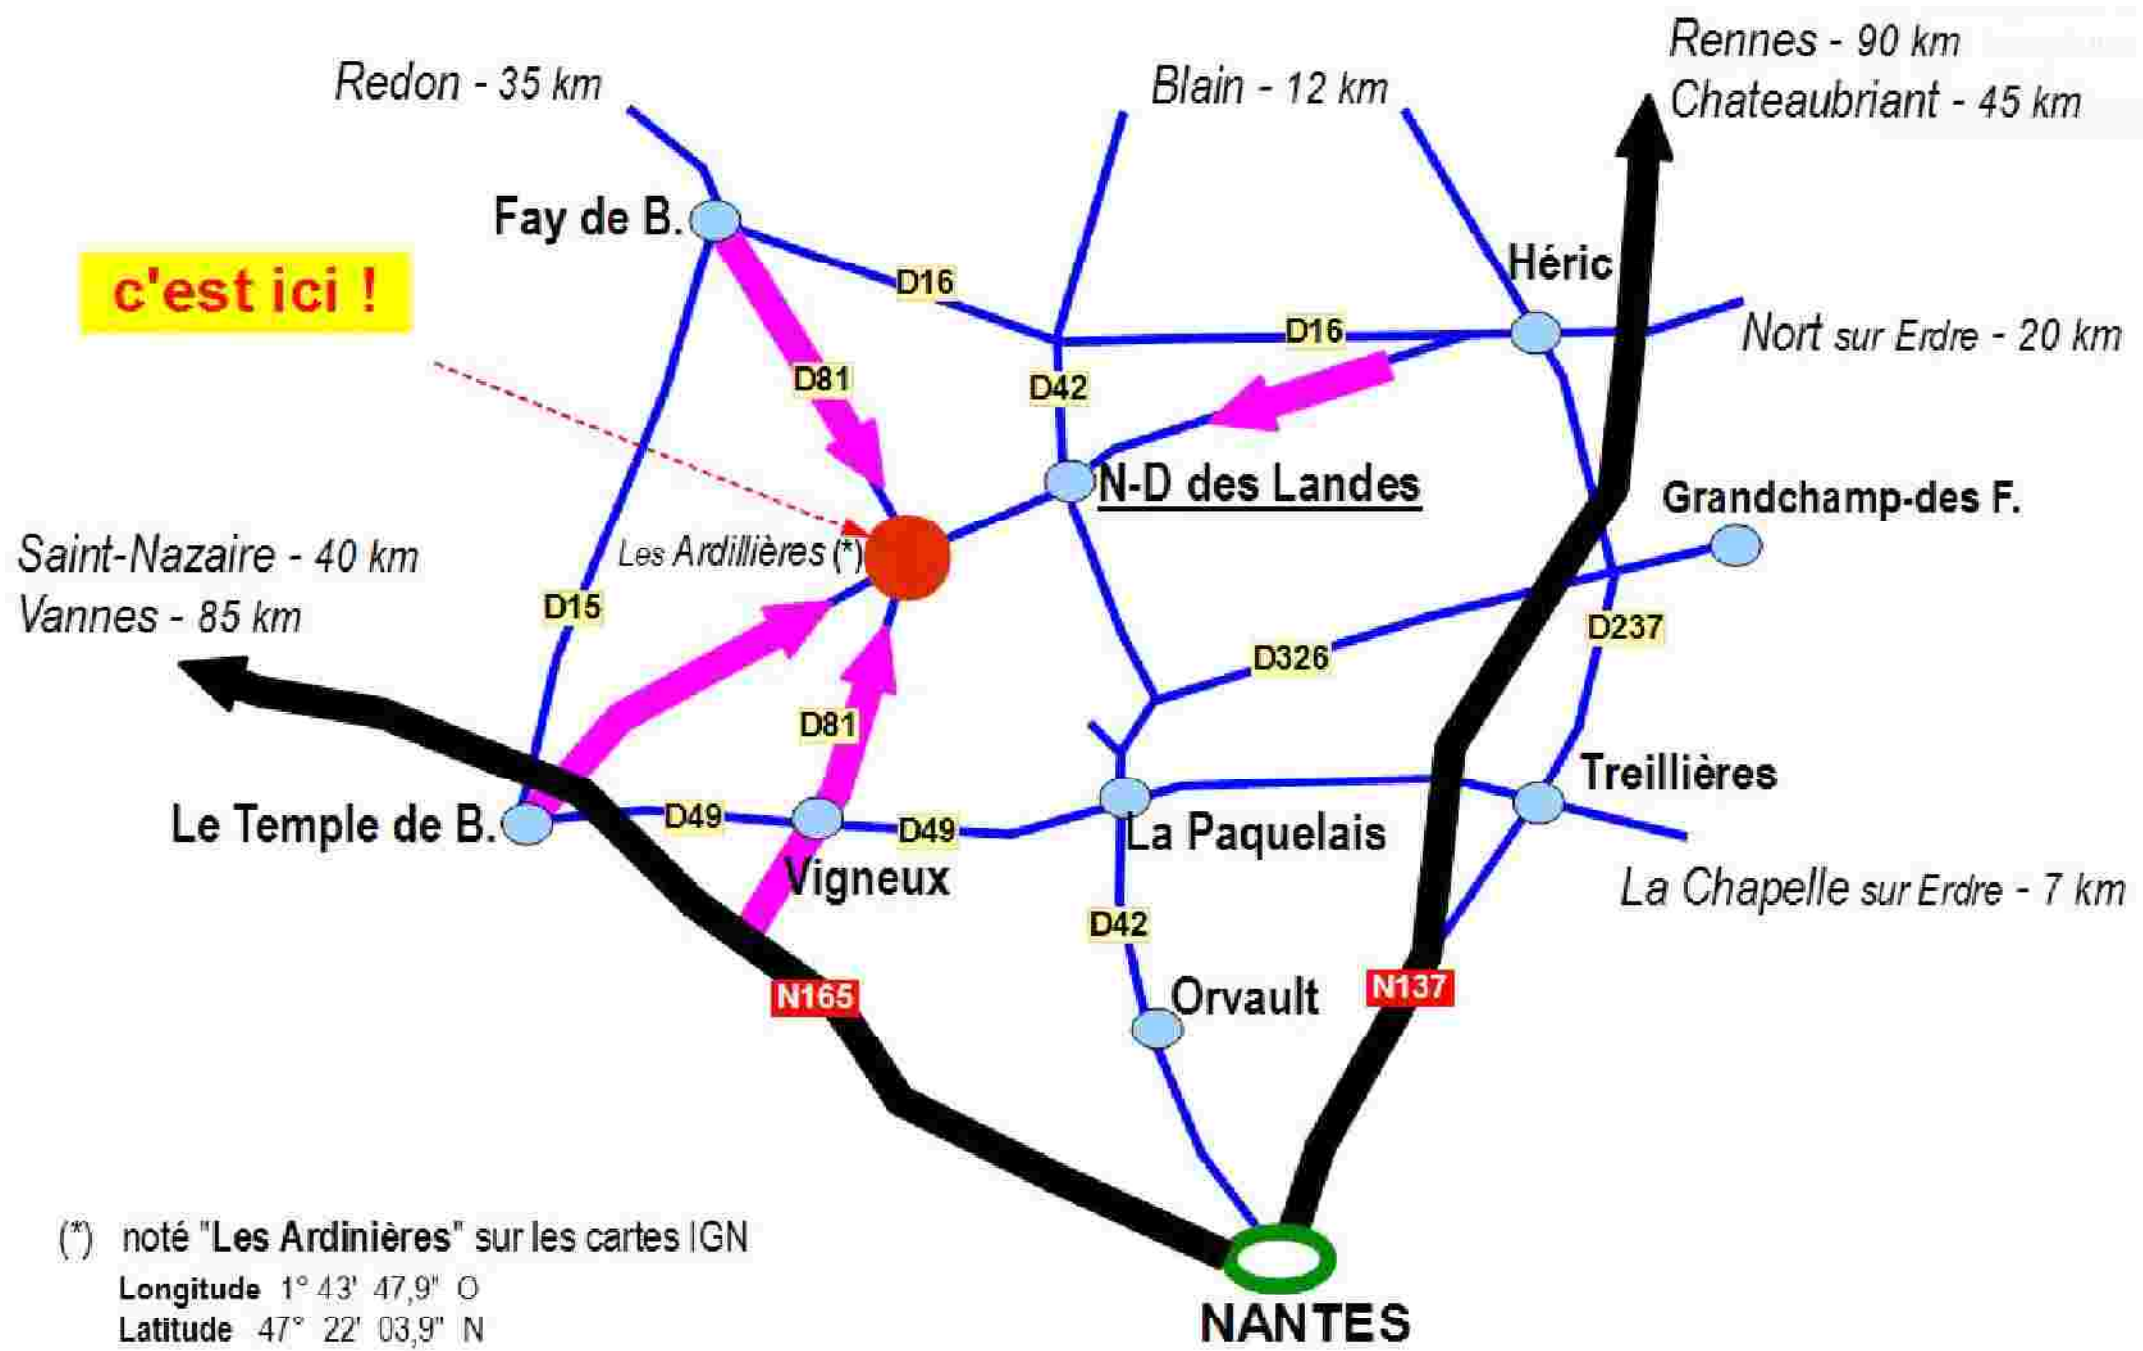 Rennes - 90 km
Chateaubriant - 45 km
Redon - 35 km
Blain - 12 km
Fay de B.
Héric
c'est ici !
D16
D16
Nort sur Erdre - 20 km
D81
D42
N-D des Landes
Grandchamp-des F.
Saint-Nazaire - 40 km
Vannes - 85 km
Les Ardillières (*)
D15
D237
D326
D81
Treillières
Le Temple de B.
D49
D49
La Paquelais
Vigneux
La Chapelle sur Erdre - 7 km
D42
N165
Orvault
N137
(*) noté "Les Ardinières" sur les cartes IGN
Longitude 1° 43' 47,9" O
Latitude 47° 22' 03,9" N
NANTES